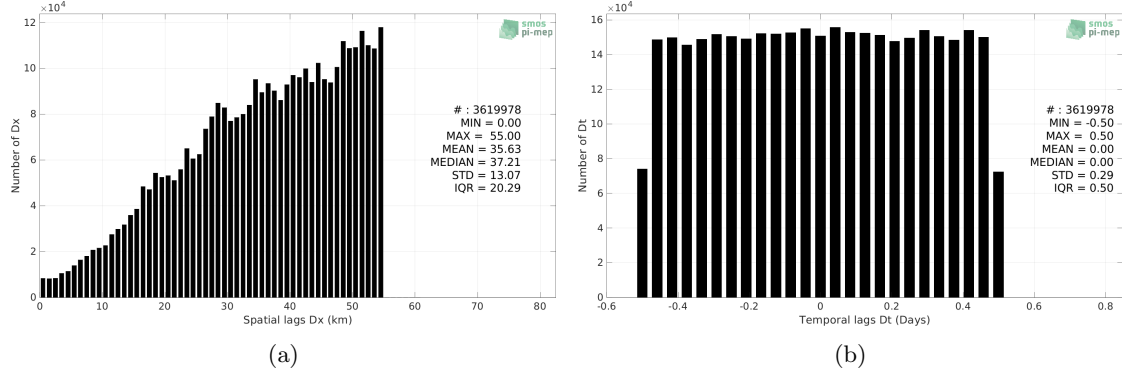 ×10⁴
12
10
8
6
4
2
0
Number of Dx
0 10 20 30 40 50 60 70 80
Spatial lags Dx (km)
smos
pi-mep
# : 3619978
MIN = 0.00
MAX = 55.00
MEAN = 35.63
MEDIAN = 37.21
STD = 13.07
IQR = 20.29
(a)
×10⁴
16
14
12
10
8
6
4
2
0
Number of Dt
-0.6 -0.4 -0.2 0 0.2 0.4 0.6 0.8
Temporal lags Dt (Days)
smos
pi-mep
# : 3619978
MIN = -0.50
MAX = 0.50
MEAN = 0.00
MEDIAN = 0.00
STD = 0.29
IQR = 0.50
(b)